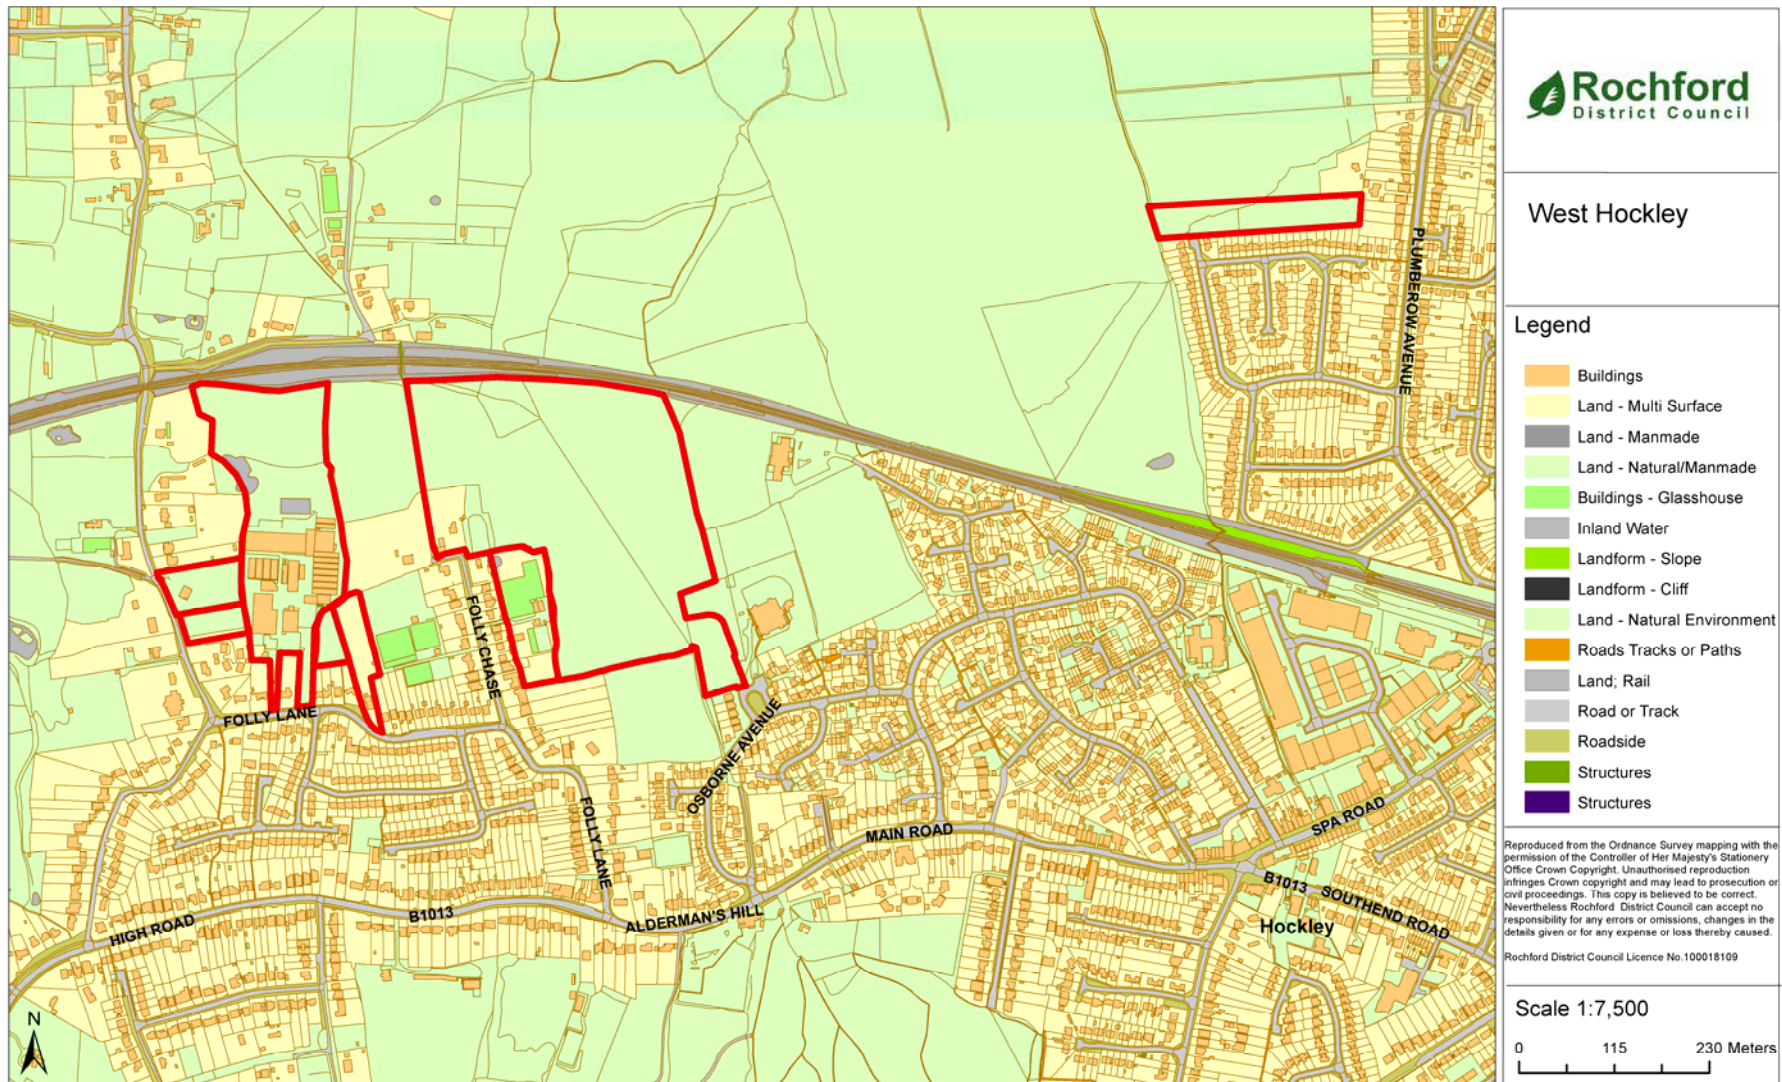 Rochford
District Council
West Hockley
Legend
Buildings
Land - Multi Surface
Land - Manmade
Land - Natural/Manmade
Buildings - Glasshouse
Inland Water
Landform - Slope
Landform - Cliff
Land - Natural Environment
Roads Tracks or Paths
Land; Rail
Road or Track
Roadside
Structures
Structures
Reproduced from the Ordnance Survey mapping with the
permission of the Controller of Her Majesty's Stationery
Office Crown Copyright. Unauthorised reproduction
infringes Crown copyright and may lead to prosecution or
civil proceedings. This copy is believed to be correct.
Nevertheless Rochford District Council can accept no
responsibility for any errors or omissions, changes in the
details given or for any expense or loss thereby caused.
Rochford District Council Licence No.100018109
Scale 1:7,500
0 115 230 Meters
PLUMBEROW AVENUE
FOLLY CHASE
FOLLY LANE
OSBORNE AVENUE
FOLLY LANE
MAIN ROAD
SPA ROAD
B1013 SOUTHEND ROAD
Hockley
ALDERMAN'S HILL
B1013
HIGH ROAD
N